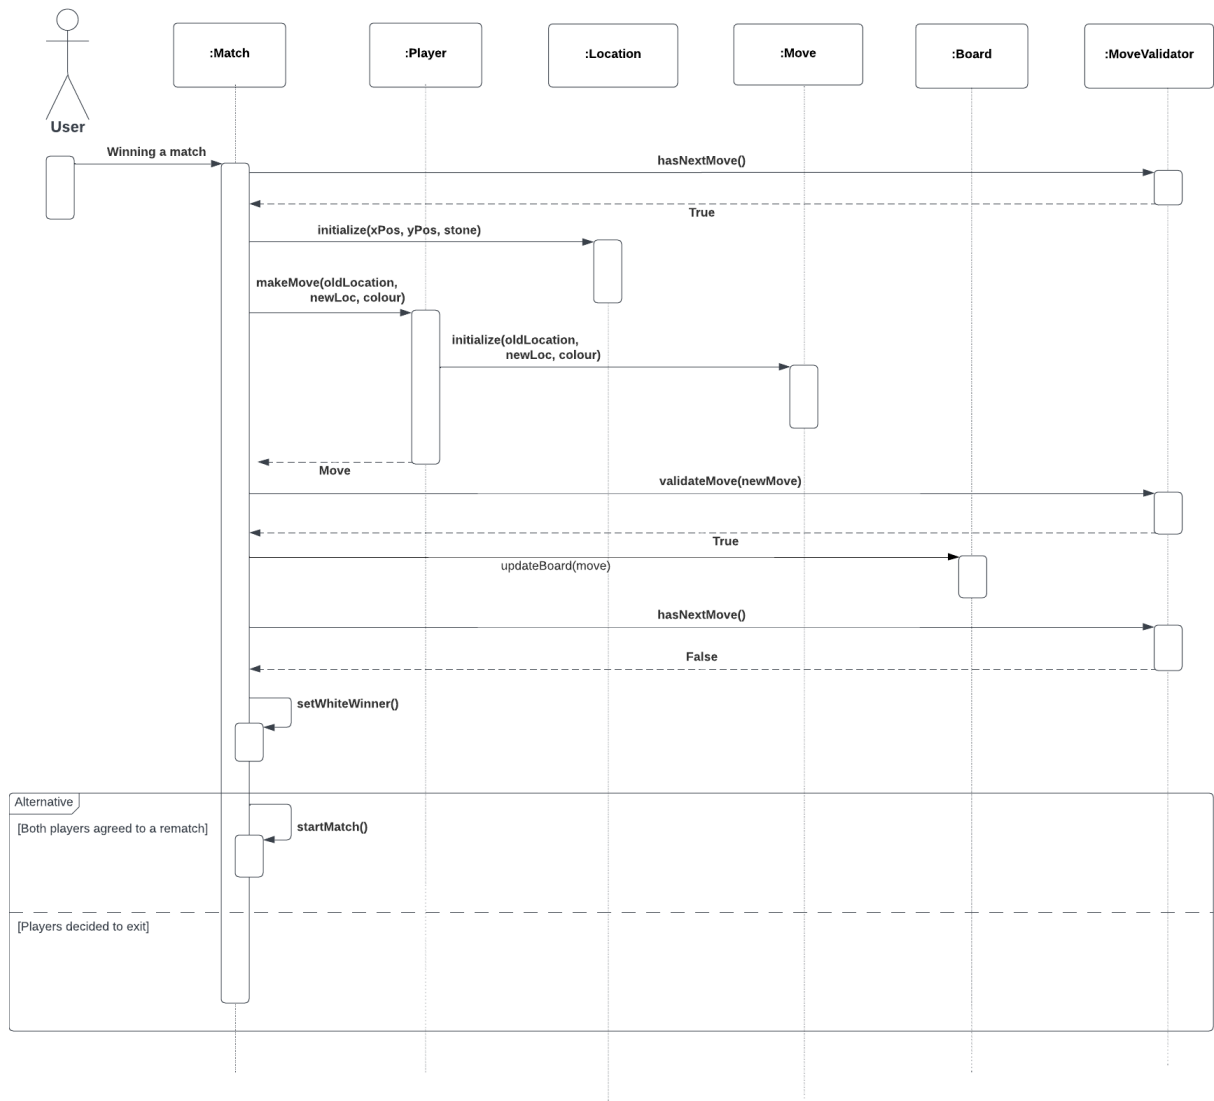 :Match
:Player
:Location
:Move
:Board
:MoveValidator
User
Winning a match
hasNextMove()
True
initialize(xPos, yPos, stone)
makeMove(oldLocation,
newLoc, colour)
initialize(oldLocation,
newLoc, colour)
Move
validateMove(newMove)
True
updateBoard(move)
hasNextMove()
False
setWhiteWinner()
Alternative
[Both players agreed to a rematch]
startMatch()
[Players decided to exit]